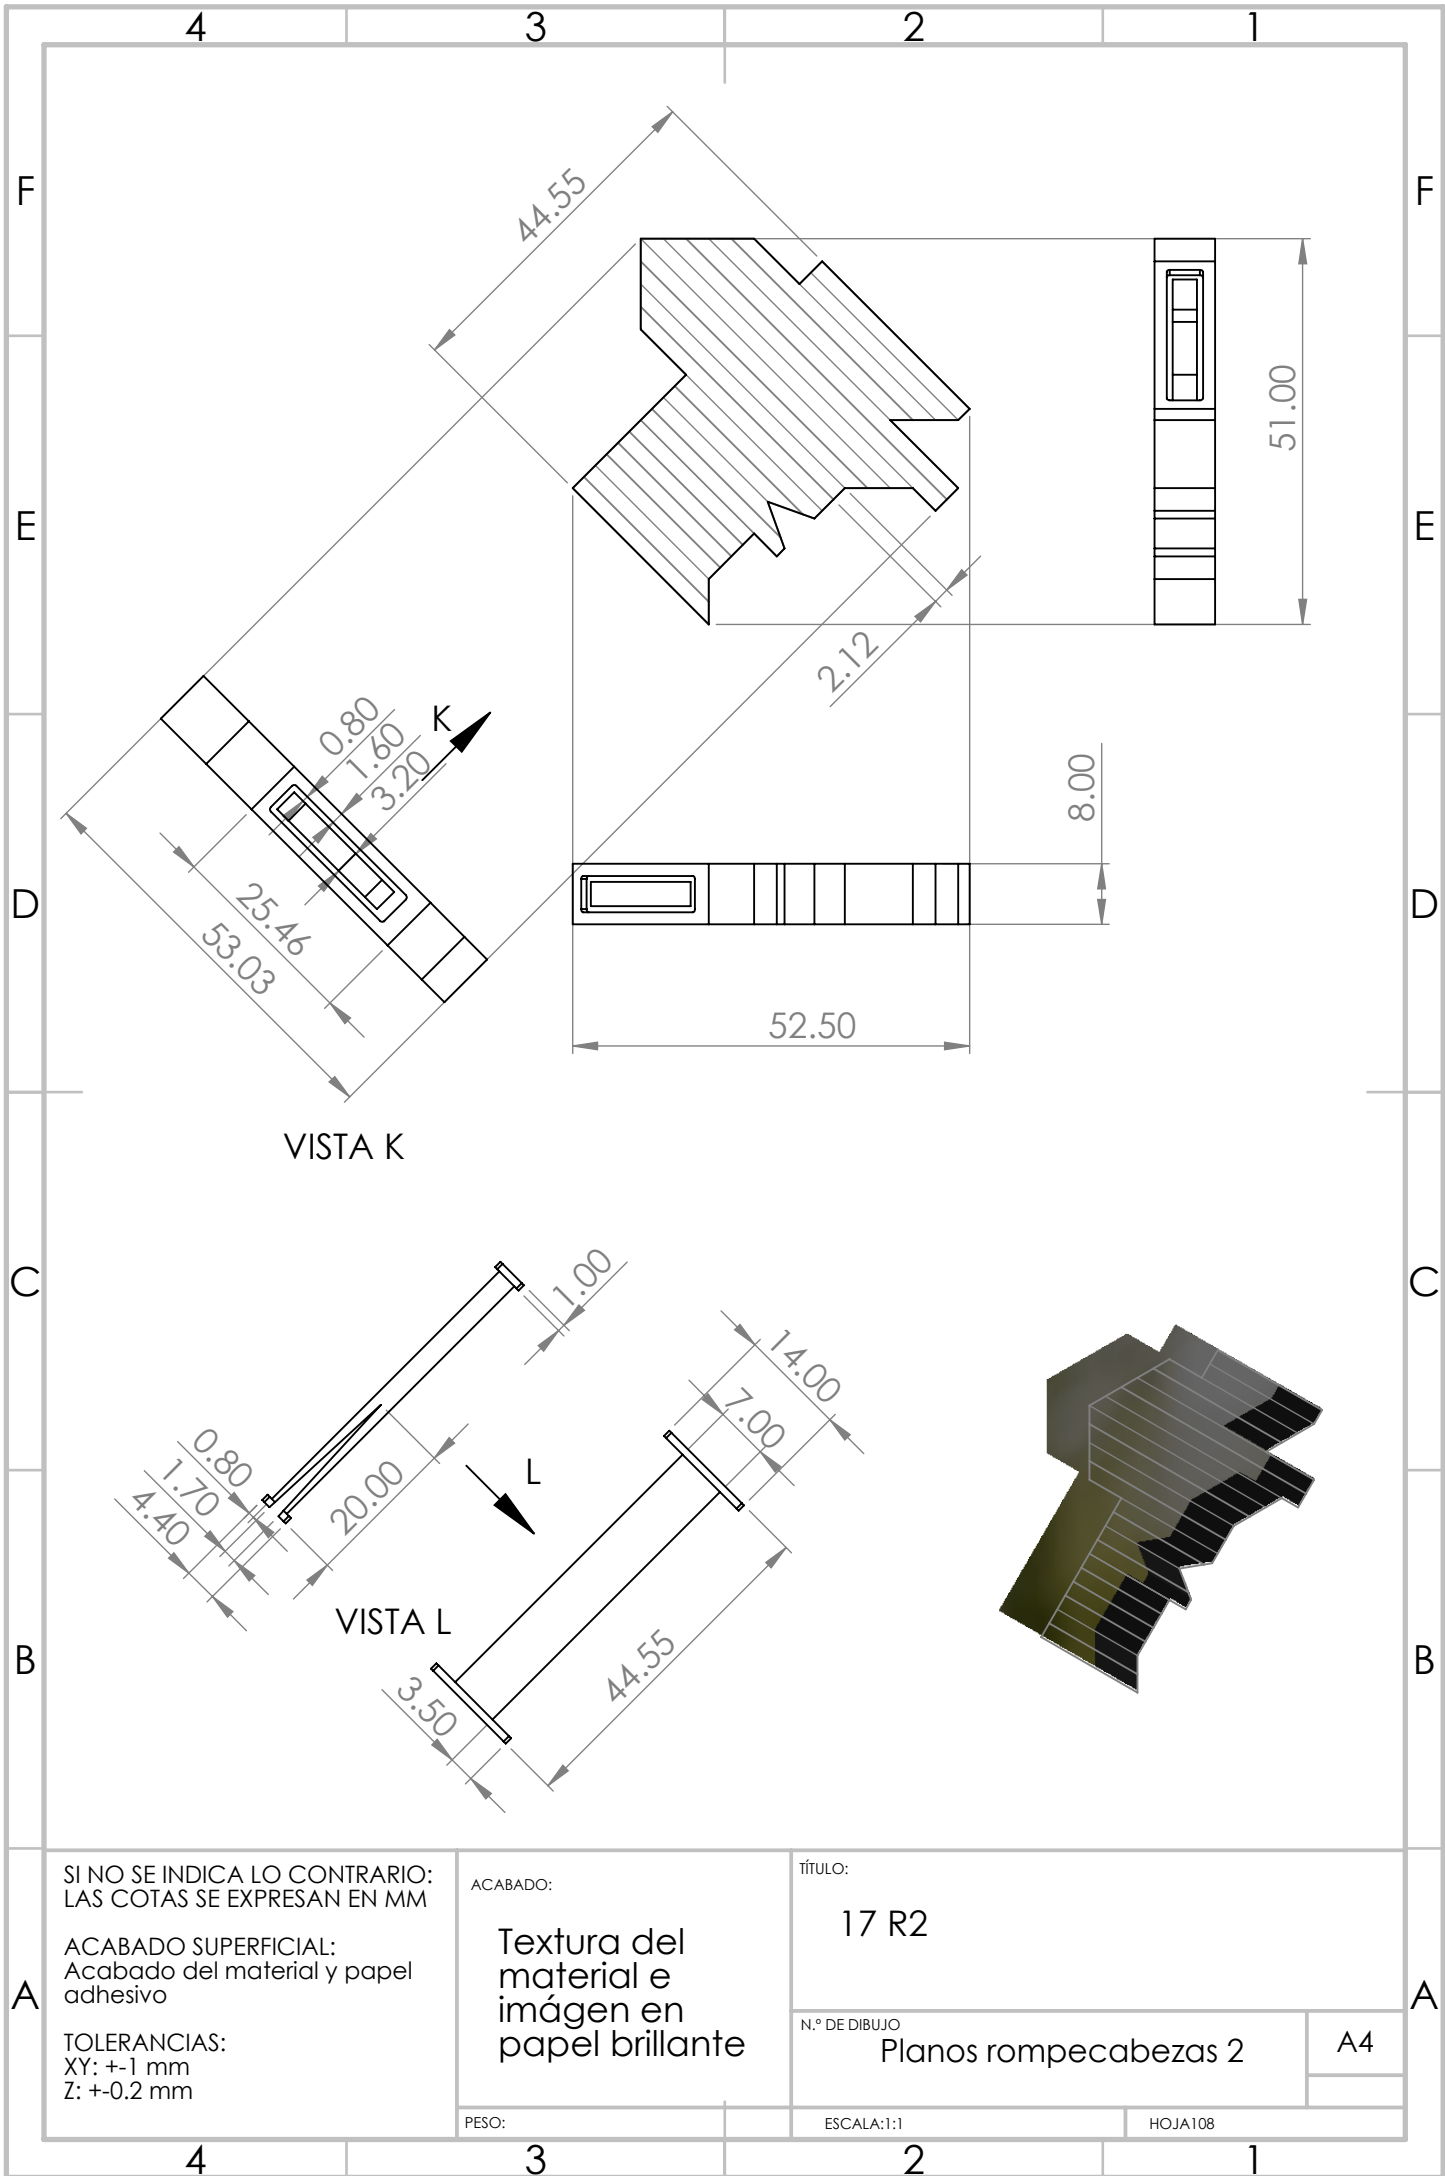 4 3 2 1
F F
44.55
51.00
E E
2.12
K
0.80
1.60
3.20
8.00
D D
25.46
53.03
52.50
VISTA K
C C
1.00
14.00
7.00
0.80
1.70
4.40
20.00
L
VISTA L
44.55
3.50
B B
SI NO SE INDICA LO CONTRARIO:
LAS COTAS SE EXPRESAN EN MM
ACABADO SUPERFICIAL:
Acabado del material y papel
adhesivo
TOLERANCIAS:
XY: +-1 mm
Z: +-0.2 mm
ACABADO:
Textura del
material e
imágen en
papel brillante
TÍTULO:
17 R2
A A
N.º DE DIBUJO
Planos rompecabezas 2
A4
PESO:
ESCALA:1:1
HOJA108
4 3 2 1